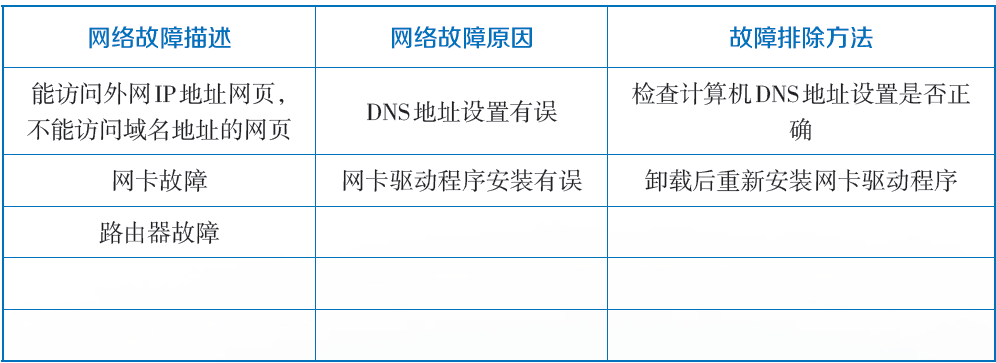 网络故障描述 网络故障原因 故障排除方法
能访问外网IP地址网页，
不能访问域名地址的网页
DNS地址设置有误
检查计算机DNS地址设置是否正
确
网卡故障 网卡驱动程序安装有误 卸载后重新安装网卡驱动程序
路由器故障